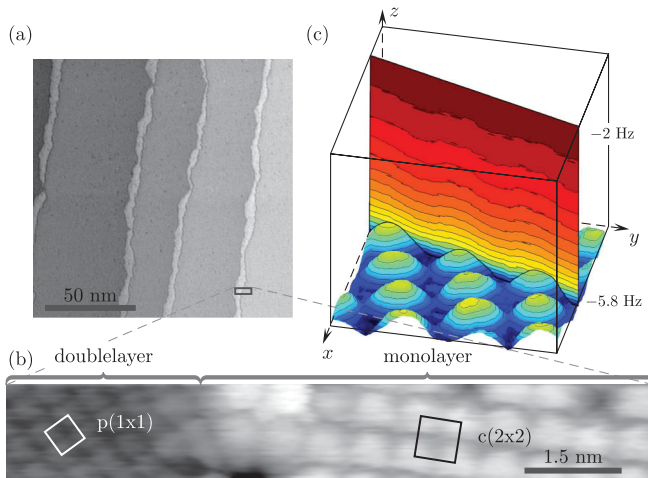 (a)
50 nm
(c)
z
−2 Hz
y
−5.8 Hz
x
(b)
doublelayer
monolayer
p(1x1)
c(2x2)
1.5 nm